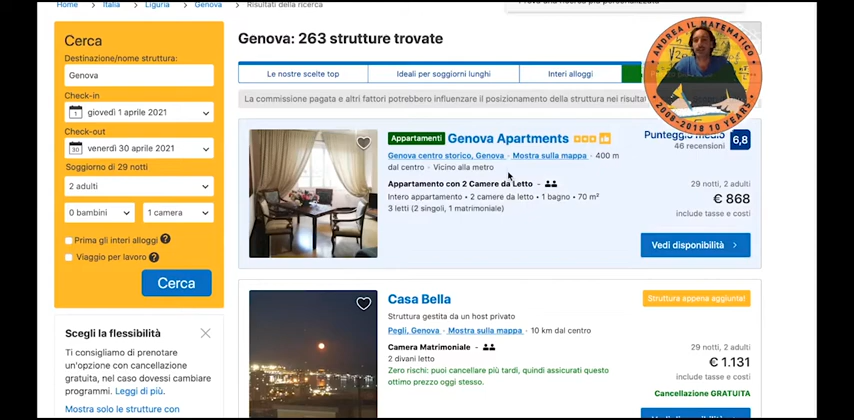 Home
Italia
Liguria
Genova
Risultati della ricerca
Cerca
Destinazione/nome struttura:
Genova
Check-in
1
giovedì 1 aprile 2021
Check-out
30
venerdì 30 aprile 2021
Soggiorno di 29 notti
2 adulti
0 bambini
1 camera
Prima gli interi alloggi
Viaggio per lavoro
Cerca
Scegli la flessibilità
Ti consigliamo di prenotare
un'opzione con cancellazione
gratuita, nel caso dovessi cambiare
programmi. Leggi di più.
Mostra solo le strutture con
Genova: 263 strutture trovate
Le nostre scelte top
Ideali per soggiorni lunghi
Interi alloggi
La commissione pagata e altri fattori potrebbero influenzare il posizionamento della struttura nei risultat
ANDREA IL MATEMATICO
2008-2018 10 YEARS
Appartamenti Genova Apartments
Genova centro storico, Genova · Mostra sulla mappa · 400 m
dal centro · Vicino alla metro
Appartamento con 2 Camere da Letto -
Intero appartamento • 2 camere da letto • 1 bagno • 70 m²
3 letti (2 singoli, 1 matrimoniale)
Punteggio medio 6,8
46 recensioni
29 notti, 2 adulti
€ 868
include tasse e costi
Vedi disponibilità
Casa Bella
Struttura gestita da un host privato
Pegli, Genova · Mostra sulla mappa · 10 km dal centro
Camera Matrimoniale -
2 divani letto
Zero rischi: puoi cancellare più tardi, quindi assicurati questo
ottimo prezzo oggi stesso.
Struttura appena aggiunta!
29 notti, 2 adulti
€ 1.131
include tasse e costi
Cancellazione GRATUITA